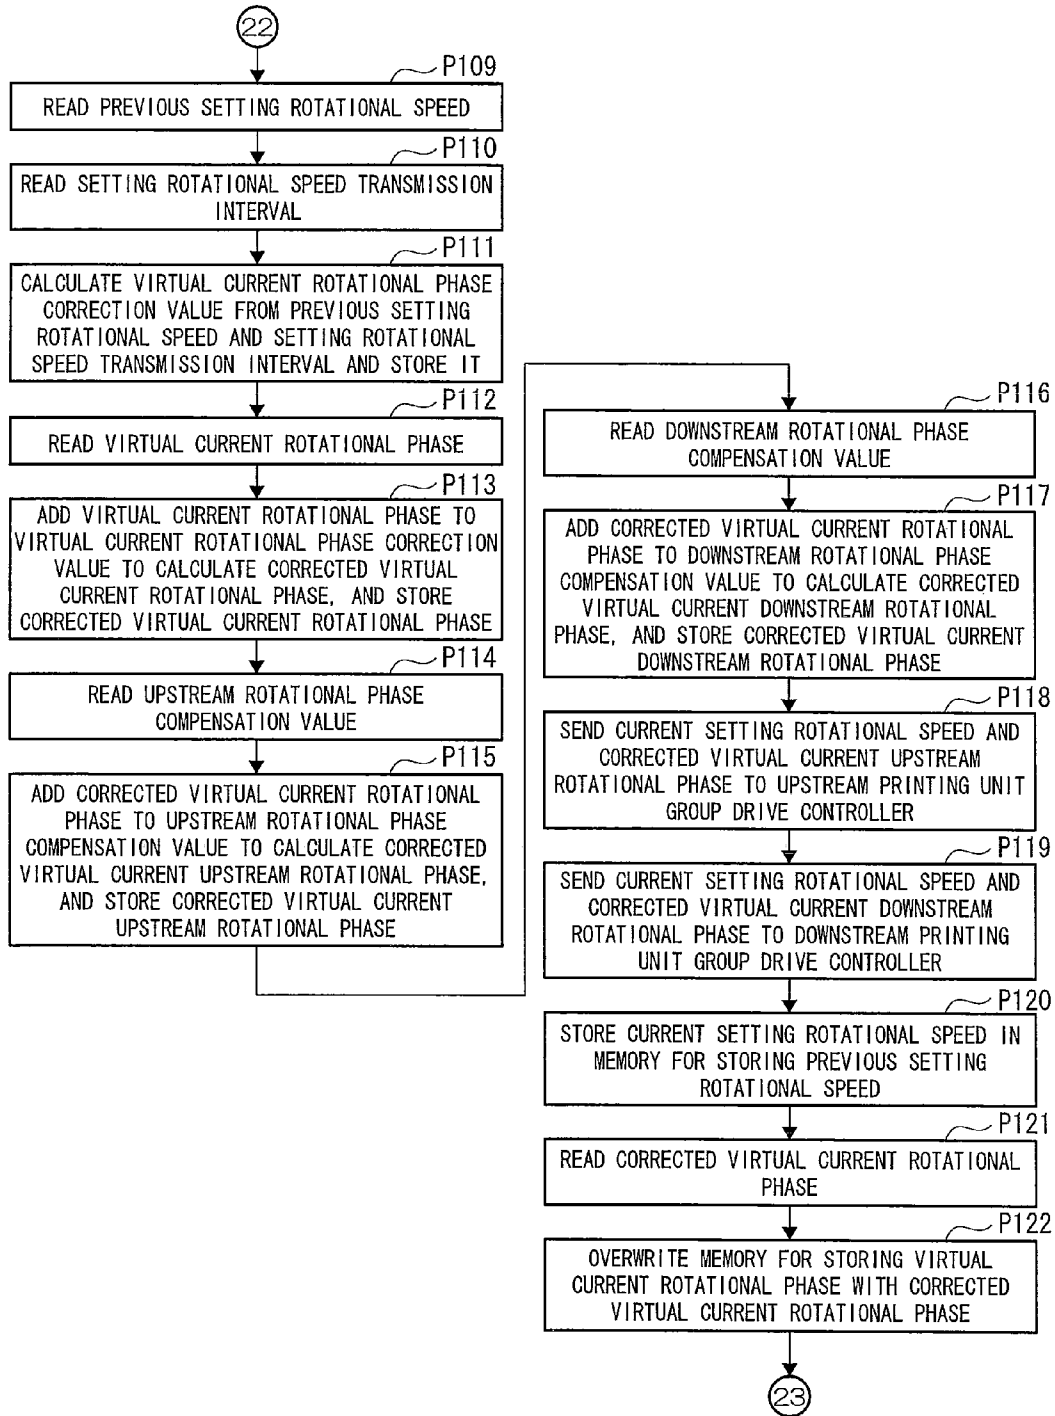 22
P109
READ PREVIOUS SETTING ROTATIONAL SPEED
P110
READ SETTING ROTATIONAL SPEED TRANSMISSION
INTERVAL
P111
CALCULATE VIRTUAL CURRENT ROTATIONAL PHASE
CORRECTION VALUE FROM PREVIOUS SETTING
ROTATIONAL SPEED AND SETTING ROTATIONAL
SPEED TRANSMISSION INTERVAL AND STORE IT
P112
READ VIRTUAL CURRENT ROTATIONAL PHASE
P113
ADD VIRTUAL CURRENT ROTATIONAL PHASE TO
VIRTUAL CURRENT ROTATIONAL PHASE CORRECTION
VALUE TO CALCULATE CORRECTED VIRTUAL
CURRENT ROTATIONAL PHASE, AND STORE
CORRECTED VIRTUAL CURRENT ROTATIONAL PHASE
P114
READ UPSTREAM ROTATIONAL PHASE
COMPENSATION VALUE
P115
ADD CORRECTED VIRTUAL CURRENT ROTATIONAL
PHASE TO UPSTREAM ROTATIONAL PHASE
COMPENSATION VALUE TO CALCULATE CORRECTED
VIRTUAL CURRENT UPSTREAM ROTATIONAL PHASE,
AND STORE CORRECTED VIRTUAL CURRENT
UPSTREAM ROTATIONAL PHASE
P116
READ DOWNSTREAM ROTATIONAL PHASE
COMPENSATION VALUE
P117
ADD CORRECTED VIRTUAL CURRENT ROTATIONAL
PHASE TO DOWNSTREAM ROTATIONAL PHASE
COMPENSATION VALUE TO CALCULATE CORRECTED
VIRTUAL CURRENT DOWNSTREAM ROTATIONAL
PHASE, AND STORE CORRECTED VIRTUAL CURRENT
DOWNSTREAM ROTATIONAL PHASE
P118
SEND CURRENT SETTING ROTATIONAL SPEED AND
CORRECTED VIRTUAL CURRENT UPSTREAM
ROTATIONAL PHASE TO UPSTREAM PRINTING UNIT
GROUP DRIVE CONTROLLER
P119
SEND CURRENT SETTING ROTATIONAL SPEED AND
CORRECTED VIRTUAL CURRENT DOWNSTREAM
ROTATIONAL PHASE TO DOWNSTREAM PRINTING
UNIT GROUP DRIVE CONTROLLER
P120
STORE CURRENT SETTING ROTATIONAL SPEED IN
MEMORY FOR STORING PREVIOUS SETTING
ROTATIONAL SPEED
P121
READ CORRECTED VIRTUAL CURRENT ROTATIONAL
PHASE
P122
OVERWRITE MEMORY FOR STORING VIRTUAL
CURRENT ROTATIONAL PHASE WITH CORRECTED
VIRTUAL CURRENT ROTATIONAL PHASE
23